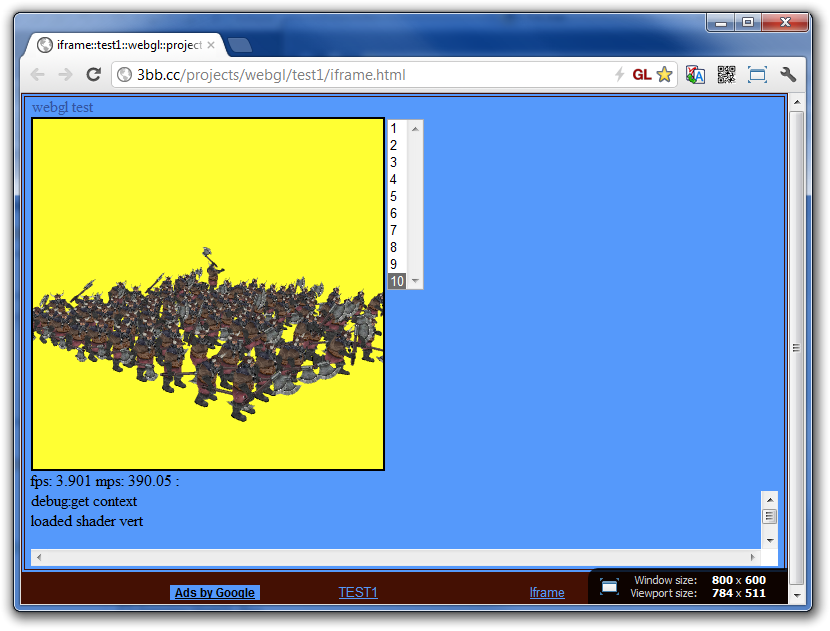 iframe::test1::webgl::project
3bb.cc/projects/webgl/test1/iframe.html
GL
webgl test
1
2
3
4
5
6
7
8
9
10
fps: 3.901 mps: 390.05 :
debug:get context
loaded shader vert
Ads by Google
TEST1
Iframe
Window size: 800 x 600
Viewport size: 784 x 511